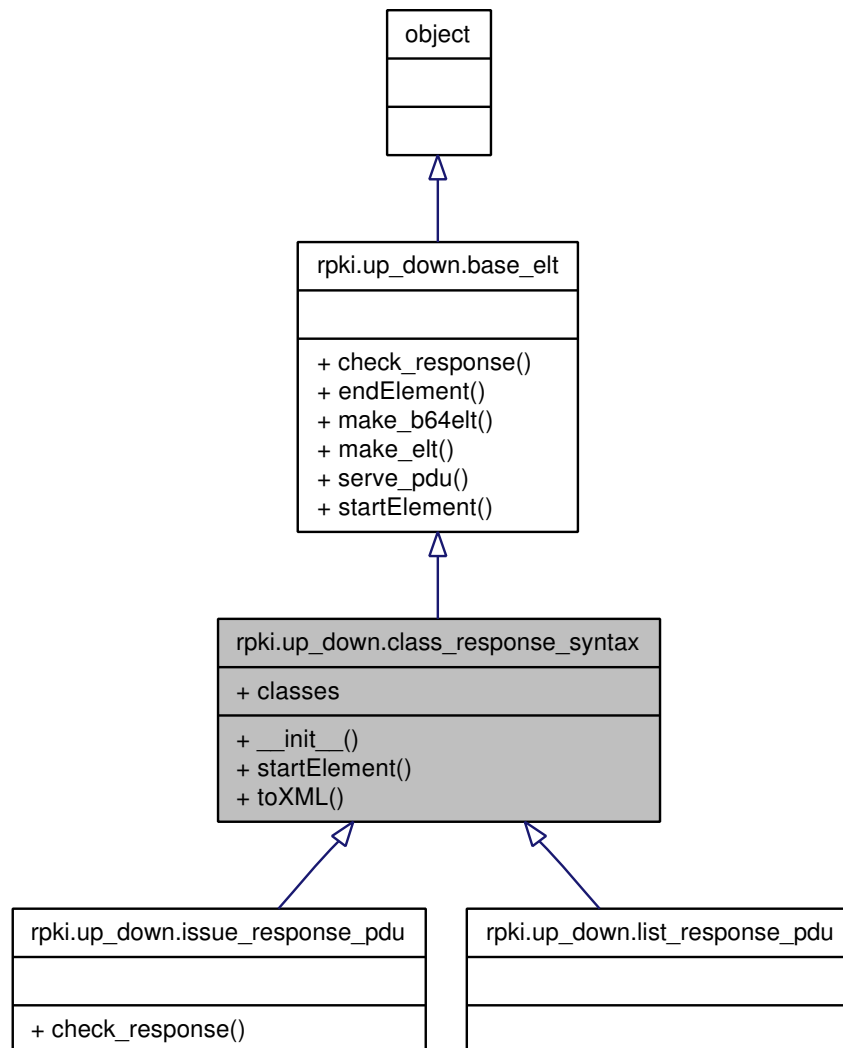 object
rpki.up_down.base_elt
+ check_response()
+ endElement()
+ make_b64elt()
+ make_elt()
+ serve_pdu()
+ startElement()
rpki.up_down.class_response_syntax
+ classes
+ __init__()
+ startElement()
+ toXML()
rpki.up_down.issue_response_pdu
+ check_response()
rpki.up_down.list_response_pdu